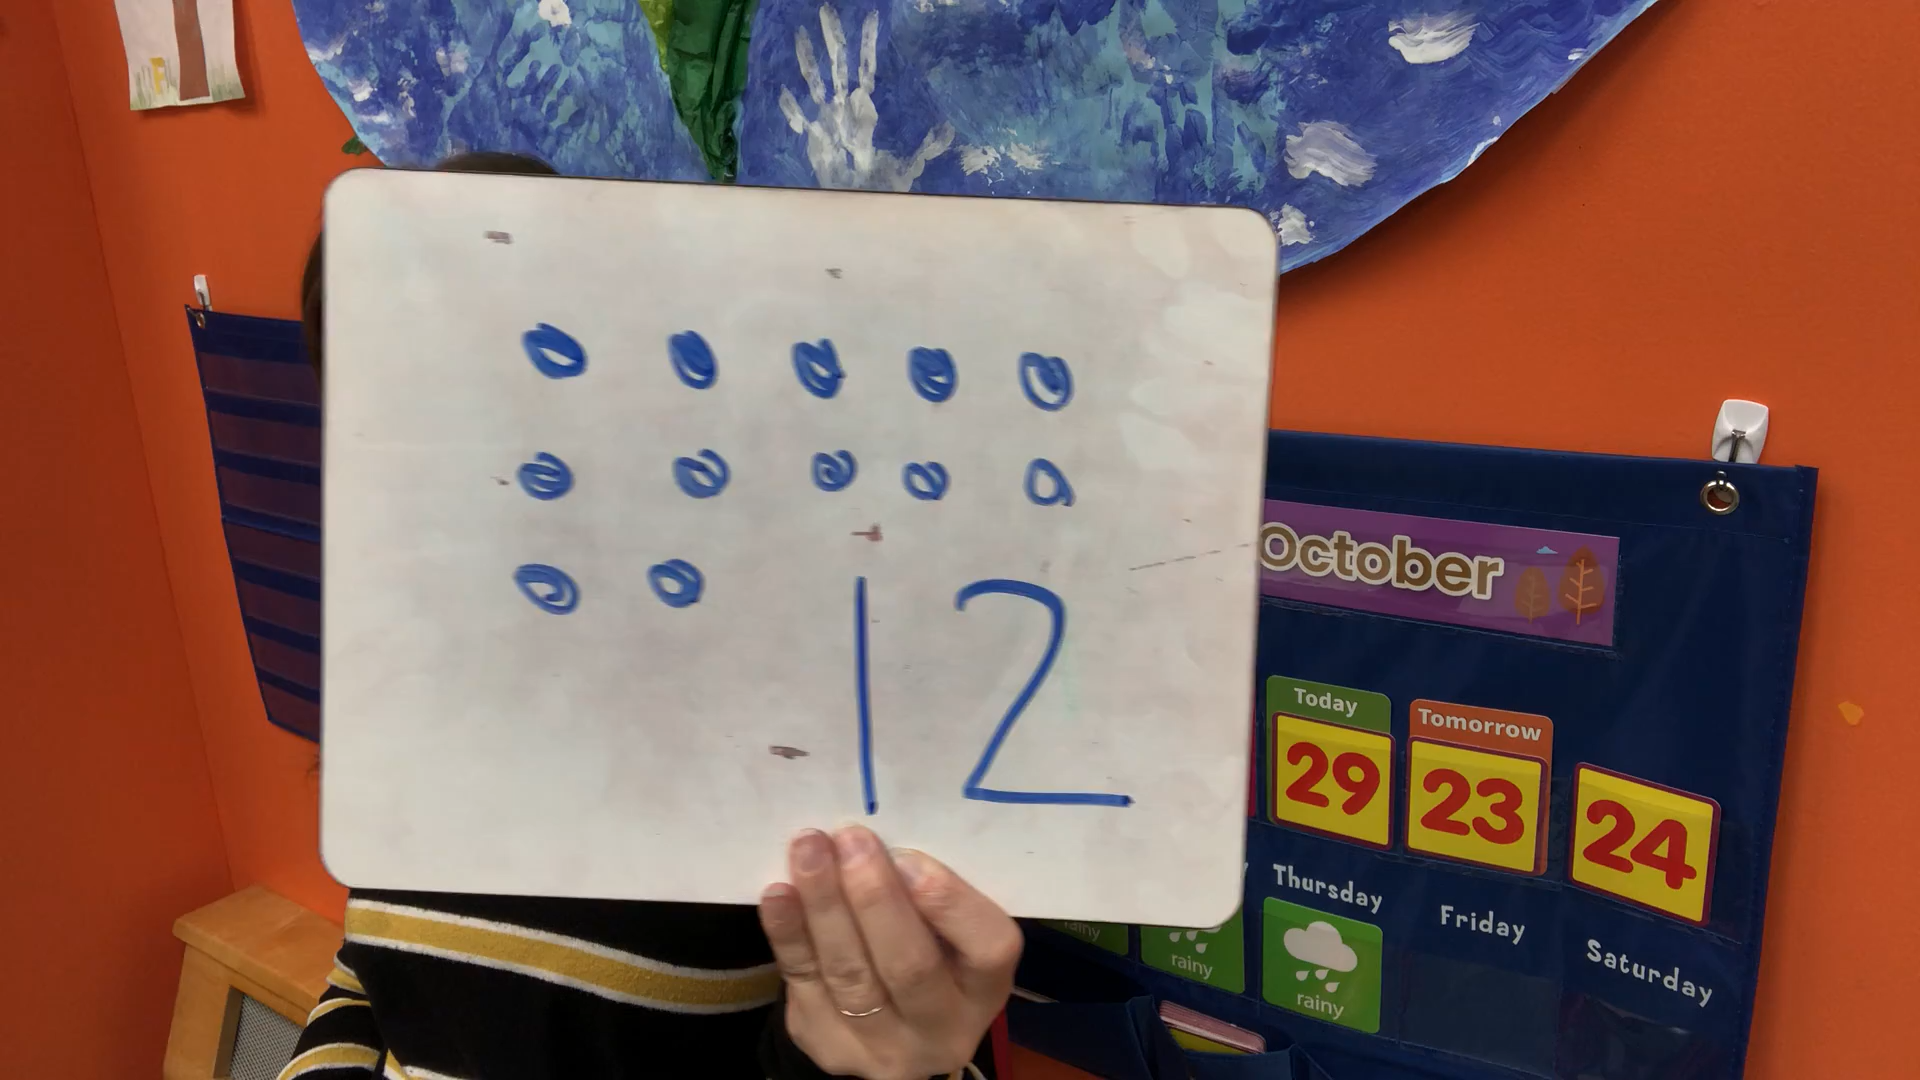 12
October
Today
Tomorrow
29
23
24
Thursday
Friday
Saturday
rainy
rainy
rainy